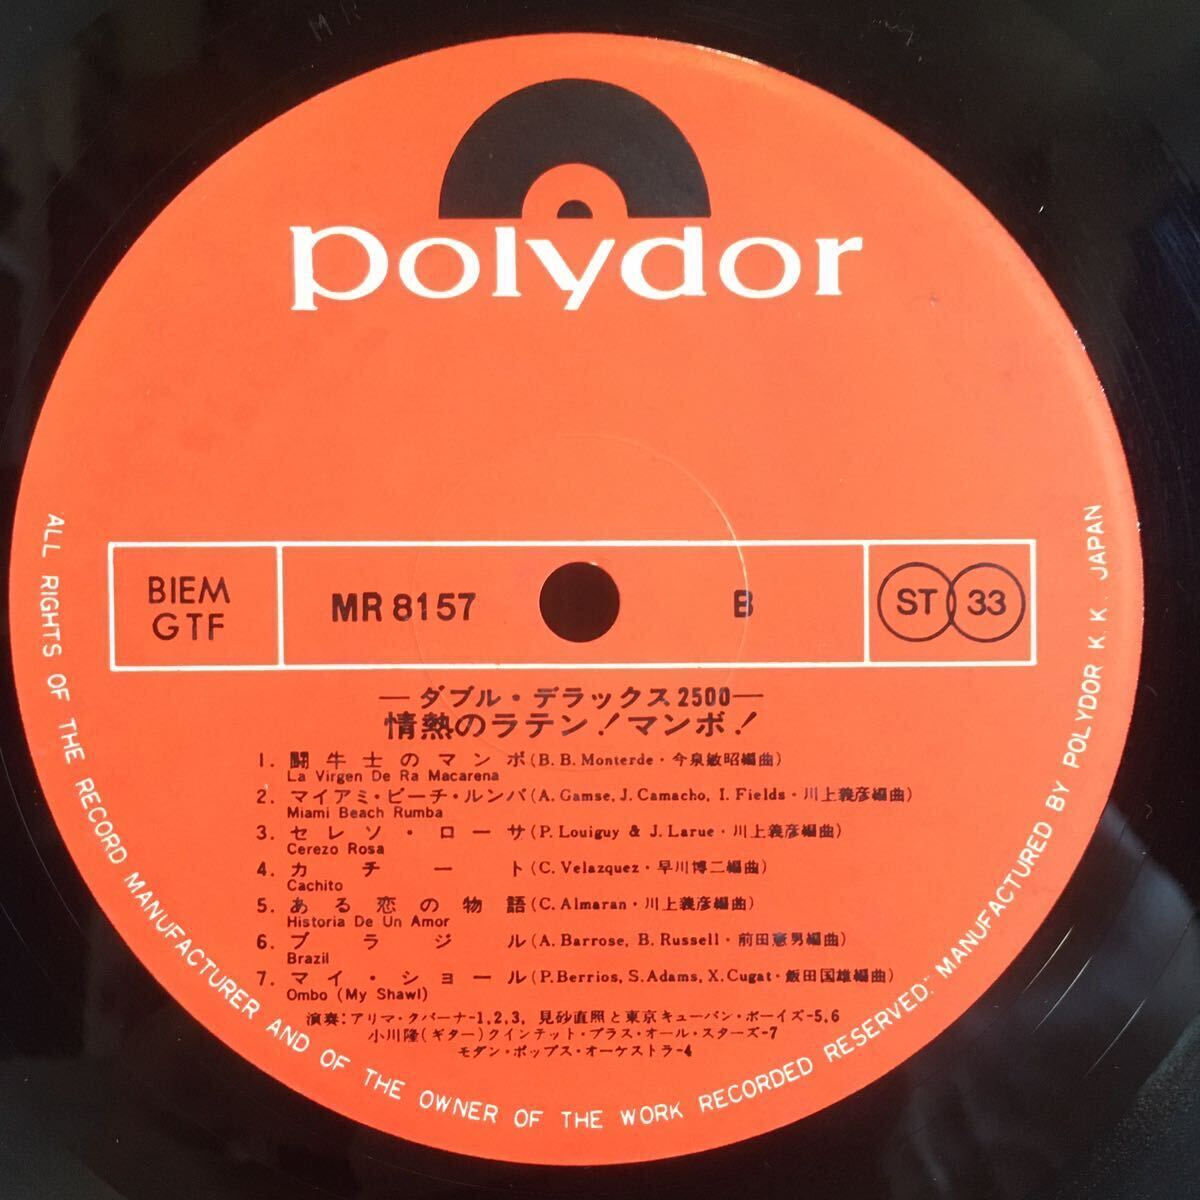 polydor
BIEM
GTF
MR 8157
B
ST 33
―ダブル・デラックス2500―
情熱のラテン！マンボ！
1. 闘牛士のマンボ(B. B. Monterde・今泉敏昭編曲)
La Virgen De Ra Macarena
2. マイアミ・ビーチ・ルンバ(A. Gamse, J. Camacho, I. Fields・川上義彦編曲)
Miami Beach Rumba
3. セレソ・ローサ(P. Louiguy & J. Larue・川上義彦編曲)
Cerezo Rosa
4. カチート(C. Velazquez・早川博二編曲)
Cachito
5. ある恋の物語(C. Almaran・川上義彦編曲)
Historia De Un Amor
6. ブラジル(A. Barrose, B. Russell・前田憲男編曲)
Brazil
7. マイ・ショール(P. Berrios, S. Adams, X. Cugat・飯田国雄編曲)
Ombo (My Shawl)
演奏:アリマ・クバーナ-1,2,3, 見砂直照と東京キューバン・ボーイズ-5,6
小川隆(ギター)クインテット・プラス・オール・スターズ-7
モダン・ポップス・オーケストラ-4
ALL RIGHTS OF THE RECORD MANUFACTURER AND OF THE OWNER OF THE WORK RECORDED RESERVED: MANUFACTURED BY POLYDOR K K JAPAN